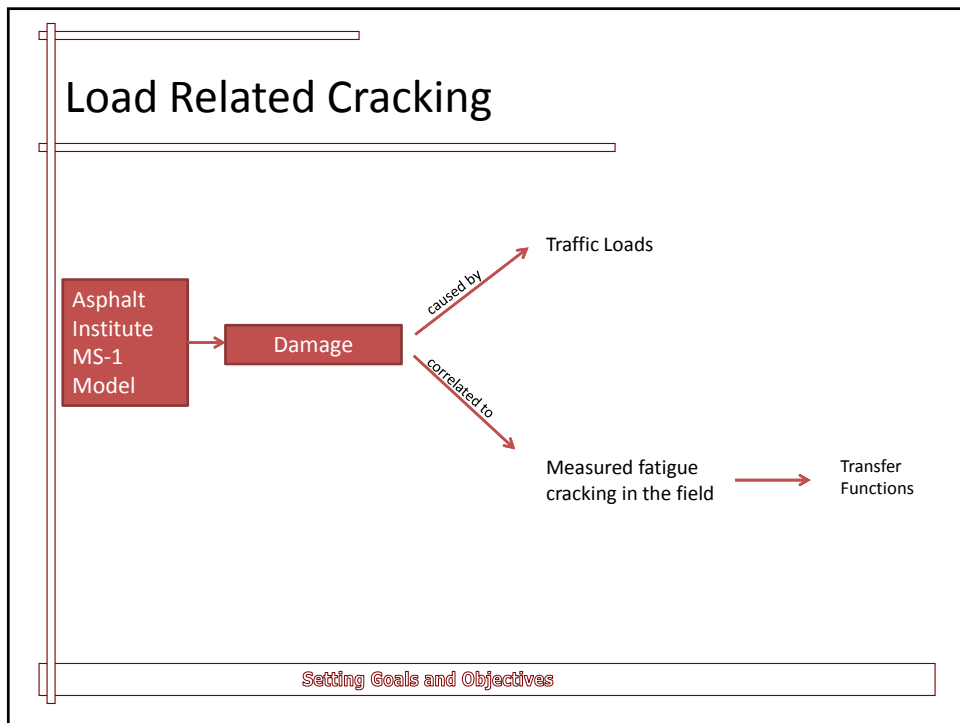 Load Related Cracking
Asphalt
Institute
MS-1
Model
Damage
caused by
Traffic Loads
correlated to
Measured fatigue
cracking in the field
Transfer
Functions
Setting Goals and Objectives